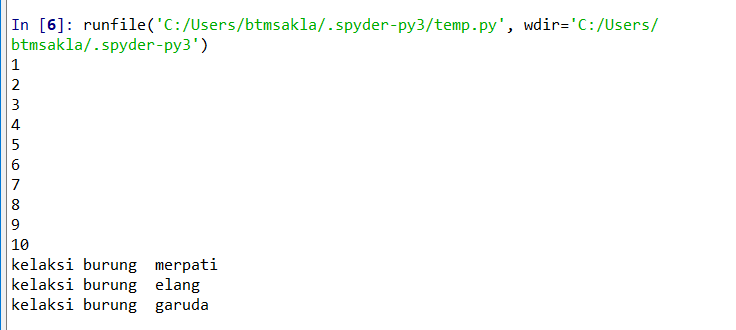 In [6]: runfile('C:/Users/btmsakla/.spyder-py3/temp.py', wdir='C:/Users/
btmsakla/.spyder-py3')
1
2
3
4
5
6
7
8
9
10
kelaksi burung  merpati
kelaksi burung  elang
kelaksi burung  garuda